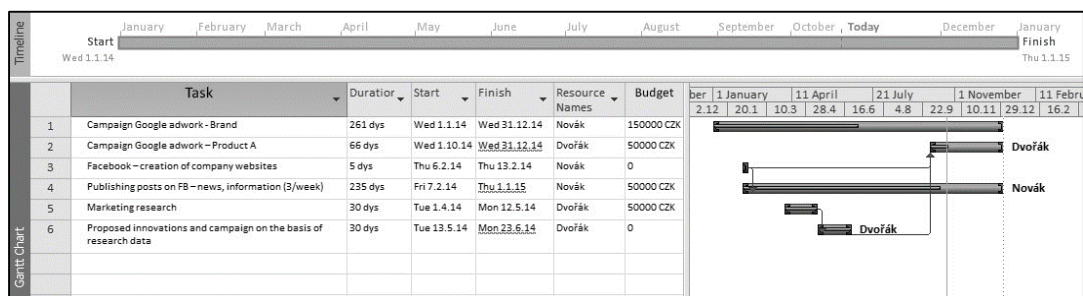 Timeline
January February March April May June July August September October Today December January
Start Finish
Wed 1.1.14 Thu 1.1.15
Gantt Chart
Task Duratior Start Finish Resource Names Budget
ber 1 January 11 April 21 July 1 November 11 Febru
2.12 20.1 10.3 28.4 16.6 4.8 22.9 10.11 29.12 16.2
1 Campaign Google adwork - Brand 261 dys Wed 1.1.14 Wed 31.12.14 Novák 150000 CZK
2 Campaign Google adwork – Product A 66 dys Wed 1.10.14 Wed 31.12.14 Dvořák 50000 CZK Dvořák
3 Facebook – creation of company websites 5 dys Thu 6.2.14 Thu 13.2.14 Novák 0
4 Publishing posts on FB – news, information (3/week) 235 dys Fri 7.2.14 Thu 1.1.15 Novák 50000 CZK Novák
5 Marketing research 30 dys Tue 1.4.14 Mon 12.5.14 Dvořák 50000 CZK
6 Proposed innovations and campaign on the basis of 30 dys Tue 13.5.14 Mon 23.6.14 Dvořák 0 Dvořák
research data